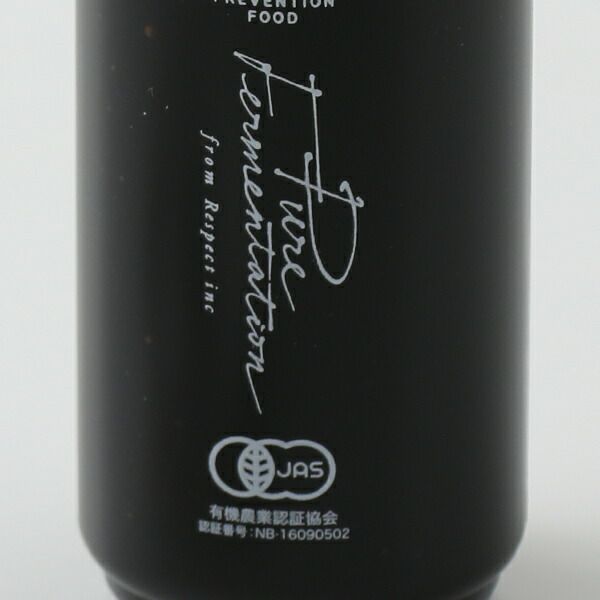 PREVENTION
FOOD
Pure
Fermentation
from Respect inc
JAS
有機農業認証協会
認証番号:NB-16090502